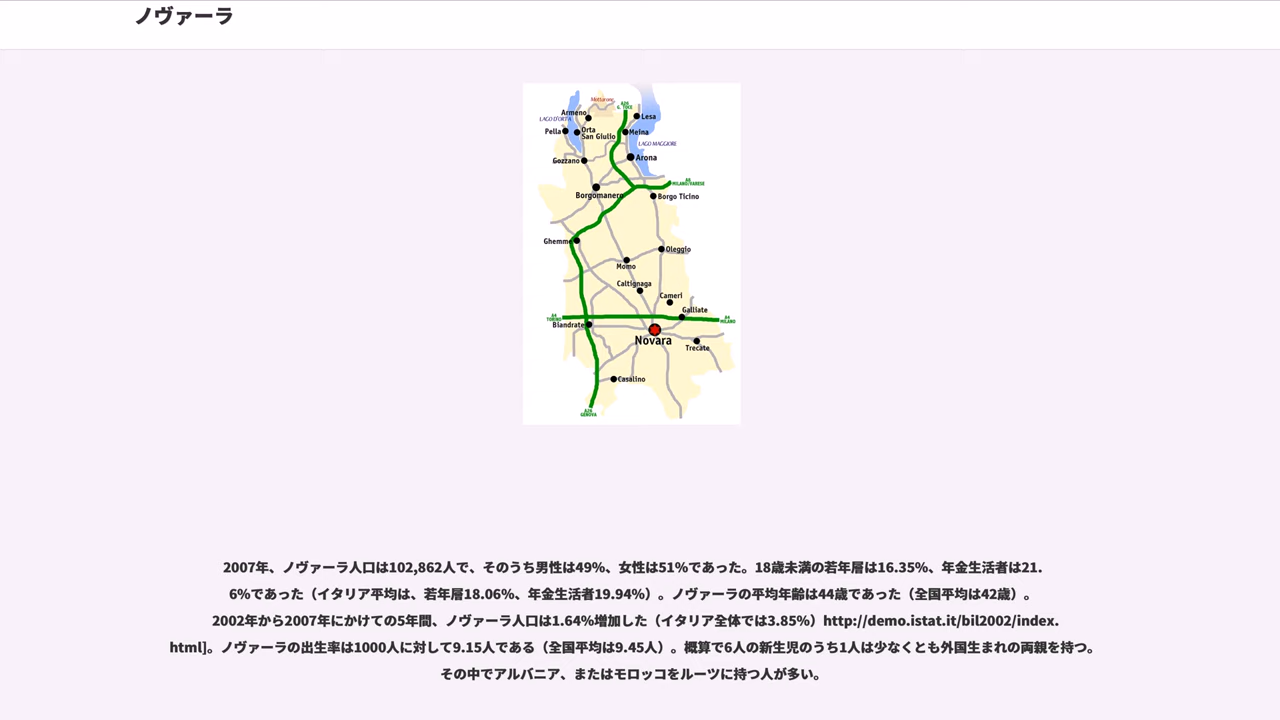 ノヴァーラ
Mottarone
A26
G. TOCE
Armeno
LAGO D'ORTA
Lesa
Pella
Orta
San Giulio
Meina
LAGO MAGGIORE
Gozzano
Arona
A8
MILANO/VARESE
Borgomanero
Borgo Ticino
Ghemme
Oleggio
Momo
Caltignaga
Cameri
Galliate
A4
TORINO
A4
MILANO
Biandrate
Novara
Trecate
Casalino
A26
GENOVA
2007年、ノヴァーラ人口は102,862人で、そのうち男性は49%、女性は51%であった。18歳未満の若年層は16.35%、年金生活者は21.
6%であった（イタリア平均は、若年層18.06%、年金生活者19.94%）。ノヴァーラの平均年齢は44歳であった（全国平均は42歳）。
2002年から2007年にかけての5年間、ノヴァーラ人口は1.64%増加した（イタリア全体では3.85%）http://demo.istat.it/bil2002/index.
html]。ノヴァーラの出生率は1000人に対して9.15人である（全国平均は9.45人）。概算で6人の新生児のうち1人は少なくとも外国生まれの両親を持つ。
その中でアルバニア、またはモロッコをルーツに持つ人が多い。